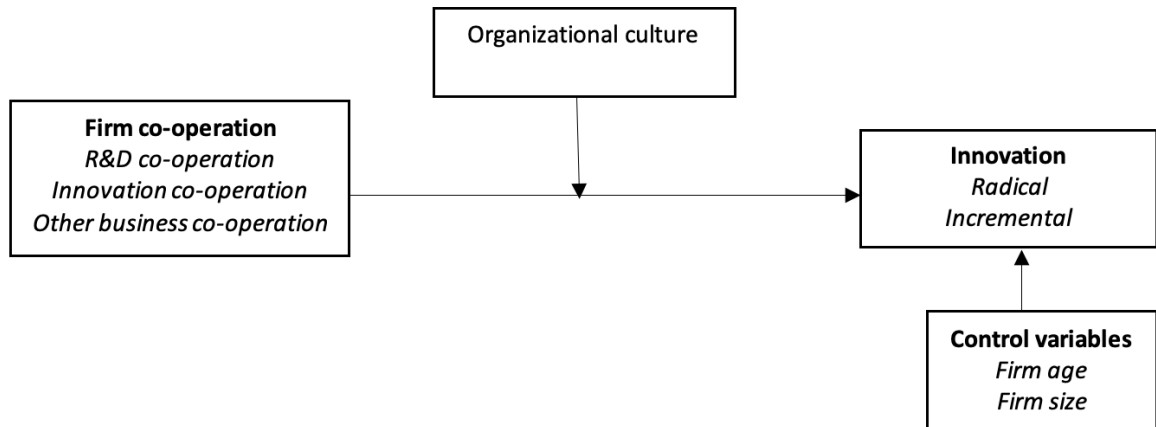 Organizational culture
Firm co-operation
R&D co-operation
Innovation co-operation
Other business co-operation
Innovation
Radical
Incremental
Control variables
Firm age
Firm size